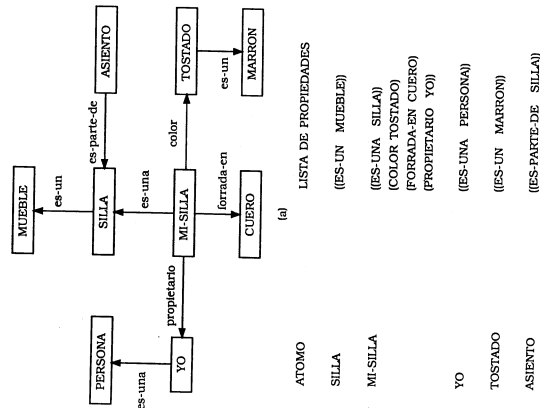 MUEBLE
es-un
PERSONA
SILLA
es-parte-de
ASIENTO
es-una
es-una
YO
propietario
MI-SILLA
color
TOSTADO
forrada-en
es-un
CUERO
MARRON
(a)
ATOMO LISTA DE PROPIEDADES
SILLA ((ES-UN MUEBLE))
MI-SILLA ((ES-UNA SILLA)
(COLOR TOSTADO)
(FORRADA-EN CUERO)
(PROPIETARIO YO))
YO ((ES-UNA PERSONA))
TOSTADO ((ES-UN MARRON))
ASIENTO ((ES-PARTE-DE SILLA))